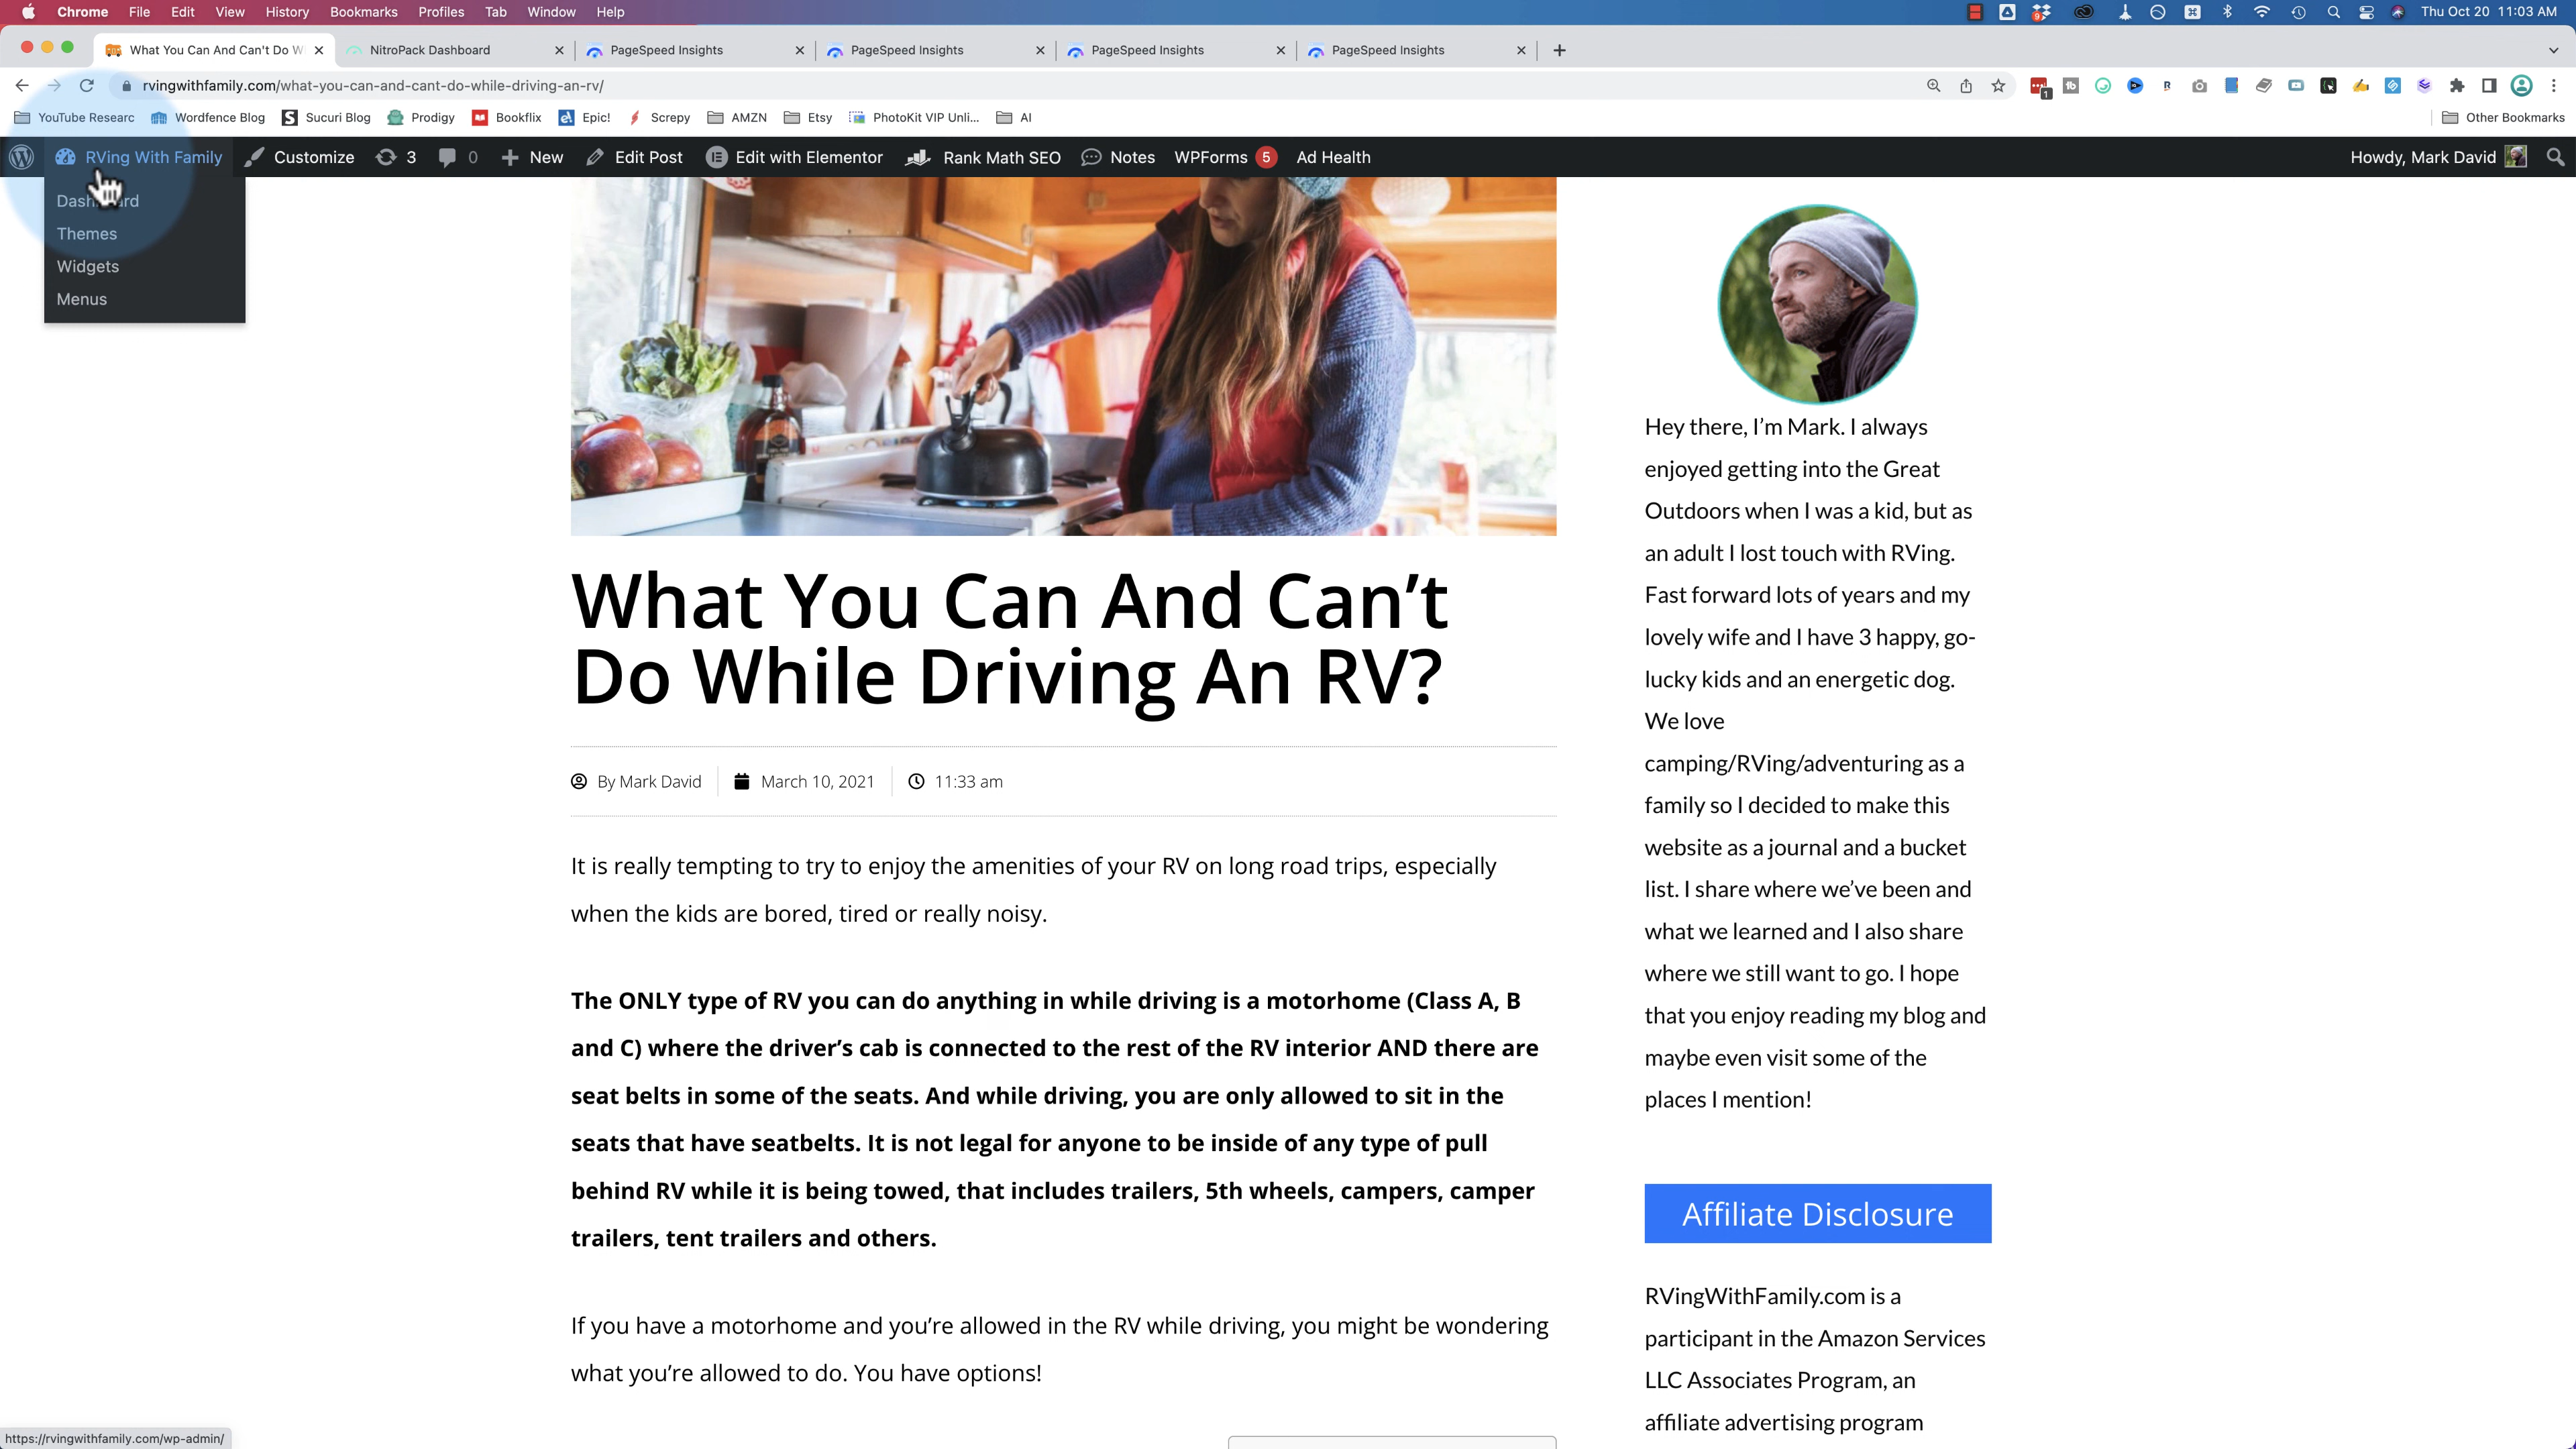 Chrome File Edit View History Bookmarks Profiles Tab Window Help
9
Thu Oct 20 11:03 AM
What You Can And Can't Do W
NitroPack Dashboard
PageSpeed Insights
PageSpeed Insights
PageSpeed Insights
PageSpeed Insights
rvingwithfamily.com/what-you-can-and-cant-do-while-driving-an-rv/
1
YouTube Researc Wordfence Blog Sucuri Blog Prodigy Bookflix Epic! Screpy AMZN Etsy PhotoKit VIP Unli... AI Other Bookmarks
RVing With Family Customize 3 0 New Edit Post Edit with Elementor Rank Math SEO Notes WPForms 5 Ad Health Howdy, Mark David
Themes
Widgets
Menus
What You Can And Can’t
Do While Driving An RV?
By Mark David March 10, 2021 11:33 am
It is really tempting to try to enjoy the amenities of your RV on long road trips, especially
when the kids are bored, tired or really noisy.
The ONLY type of RV you can do anything in while driving is a motorhome (Class A, B
and C) where the driver’s cab is connected to the rest of the RV interior AND there are
seat belts in some of the seats. And while driving, you are only allowed to sit in the
seats that have seatbelts. It is not legal for anyone to be inside of any type of pull
behind RV while it is being towed, that includes trailers, 5th wheels, campers, camper
trailers, tent trailers and others.
If you have a motorhome and you’re allowed in the RV while driving, you might be wondering
what you’re allowed to do. You have options!
Hey there, I’m Mark. I always
enjoyed getting into the Great
Outdoors when I was a kid, but as
an adult I lost touch with RVing.
Fast forward lots of years and my
lovely wife and I have 3 happy, go-
lucky kids and an energetic dog.
We love
camping/RVing/adventuring as a
family so I decided to make this
website as a journal and a bucket
list. I share where we’ve been and
what we learned and I also share
where we still want to go. I hope
that you enjoy reading my blog and
maybe even visit some of the
places I mention!
Affiliate Disclosure
RVingWithFamily.com is a
participant in the Amazon Services
LLC Associates Program, an
affiliate advertising program
https://rvingwithfamily.com/wp-admin/